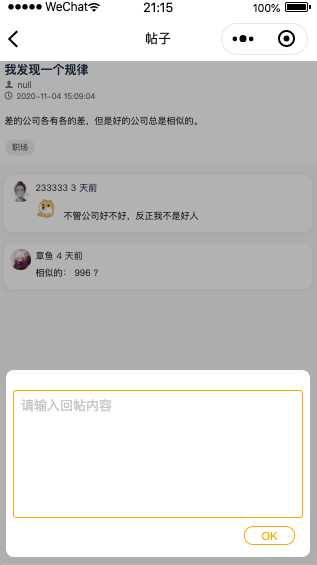 WeChat 21:15 100%
帖子
我发现一个规律
null
2020-11-04 15:09:04
差的公司各有各的差，但是好的公司总是相似的。
职场
233333 3 天前
不管公司好不好，反正我不是好人
章鱼 4 天前
相似的： 996 ?
请输入回帖内容
OK